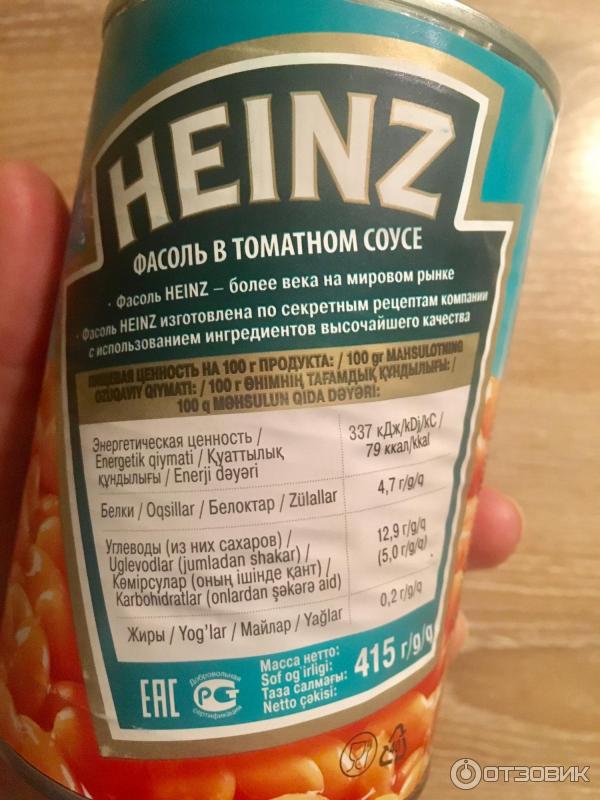 HEINZ
ФАСОЛЬ В ТОМАТНОМ СОУСЕ
· Фасоль HEINZ – более века на мировом рынке
· Фасоль HEINZ изготовлена по секретным рецептам компании
с использованием ингредиентов высочайшего качества
ПИЩЕВАЯ ЦЕННОСТЬ НА 100 г ПРОДУКТА: / 100 gr MAHSULOTNING
OZUQAVIY QIYMATI: / 100 г ӨНІМНІҢ ТАҒАМДЫҚ ҚҰНДЫЛЫҒЫ: /
100 q MƏHSULUN QIDA DƏYƏRİ:
Энергетическая ценность /
Energetik qiymati / Қуаттылық
құндылығы / Enerji dəyəri
337 кДж/kDj/kC /
79 ккал/kkal
Белки / Oqsillar / Белоктар / Zülallar
4,7 г/g/q
Углеводы (из них сахаров) /
Uglevodlar (jumladan shakar) /
Көмірсулар (оның ішінде қант) /
Karbohidratlar (onlardan şəkərə aid)
12,9 г/g/q
(5,0 г/g/q)
Жиры / Yog'lar / Майлар / Yağlar
0,2 г/g/q
EAC
Добровольная
РСТ
сертификация
Масса нетто:
Sof og irligi:
Таза салмағы:
Netto çəkisi:
415 г/g/q
ОТЗОВИК